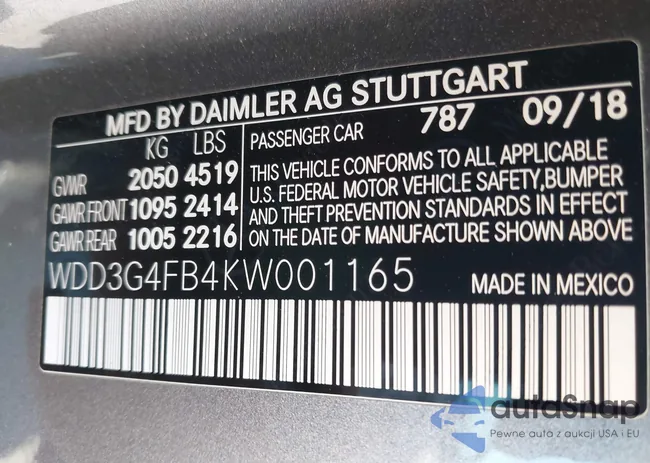 MFD BY DAIMLER AG STUTTGART
KG LBS
GVWR 2050 4519
GAWR FRONT 1095 2414
GAWR REAR 1005 2216
PASSENGER CAR 787 09/18
THIS VEHICLE CONFORMS TO ALL APPLICABLE
U.S. FEDERAL MOTOR VEHICLE SAFETY,BUMPER
AND THEFT PREVENTION STANDARDS IN EFFECT
ON THE DATE OF MANUFACTURE SHOWN ABOVE
WDD3G4FB4KW001165
MADE IN MEXICO
autoSnap
Pewne auta z aukcji USA i EU